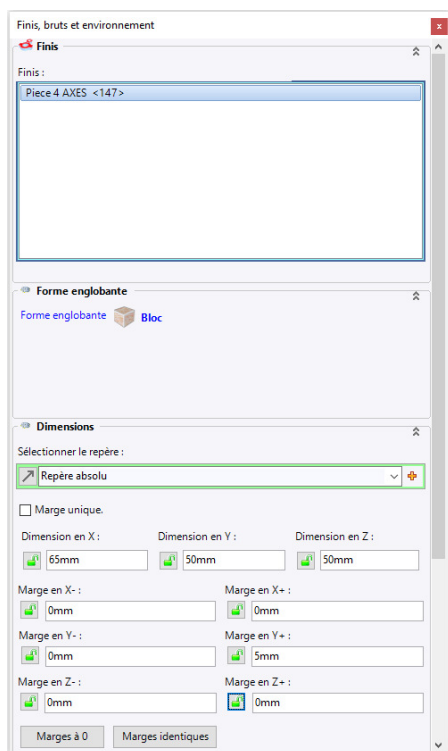 Finis, bruts et environnement
x
Finis
Finis :
Piece 4 AXES <147>
Forme englobante
Forme englobante Bloc
Dimensions
Sélectionner le repère :
Repère absolu
Marge unique.
Dimension en X : Dimension en Y : Dimension en Z :
65mm 50mm 50mm
Marge en X- : Marge en X+ :
0mm 0mm
Marge en Y- : Marge en Y+ :
0mm 5mm
Marge en Z- : Marge en Z+ :
0mm 0mm
Marges à 0 Marges identiques